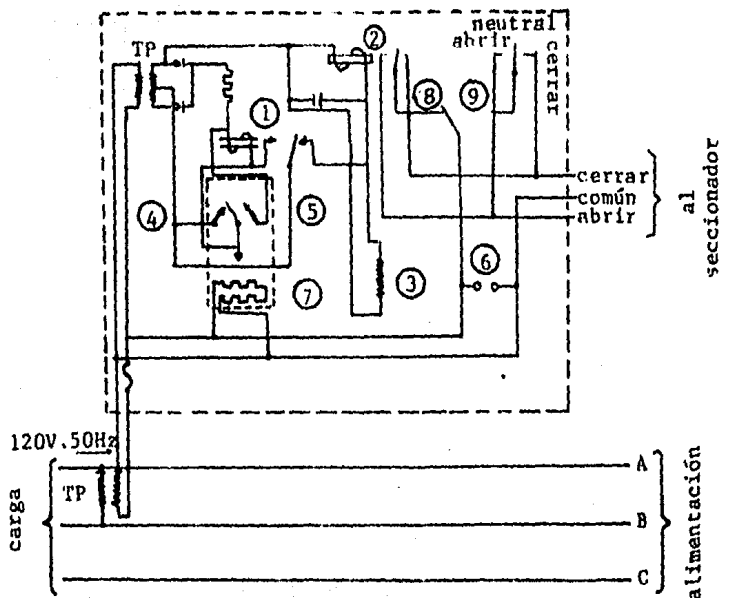 neutral
abrir
cerrar
TP
②
①
⑧
⑨
cerrar
común
abrir
al
seccionador
④
⑤
⑥
③
⑦
120V.50Hz
TP
A
B
C
carga
alimentación